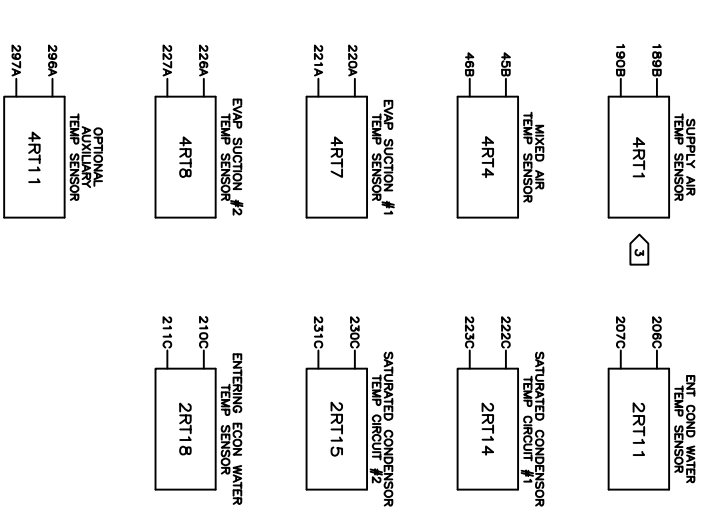 SUPPLY AIR
TEMP SENSOR
189B
190B
4RT1
3
ENT COND WATER
TEMP SENSOR
206C
207C
2RT11
MIXED AIR
TEMP SENSOR
45B
46B
4RT4
SATURATED CONDENSOR
TEMP CIRCUIT #1
222C
223C
2RT14
EVAP SUCTION #1
TEMP SENSOR
220A
221A
4RT7
SATURATED CONDENSOR
TEMP CIRCUIT #2
230C
231C
2RT15
EVAP SUCTION #2
TEMP SENSOR
226A
227A
4RT8
ENTERING ECON WATER
TEMP SENSOR
210C
211C
2RT18
OPTIONAL
AUXILIARY
TEMP SENSOR
296A
297A
4RT11